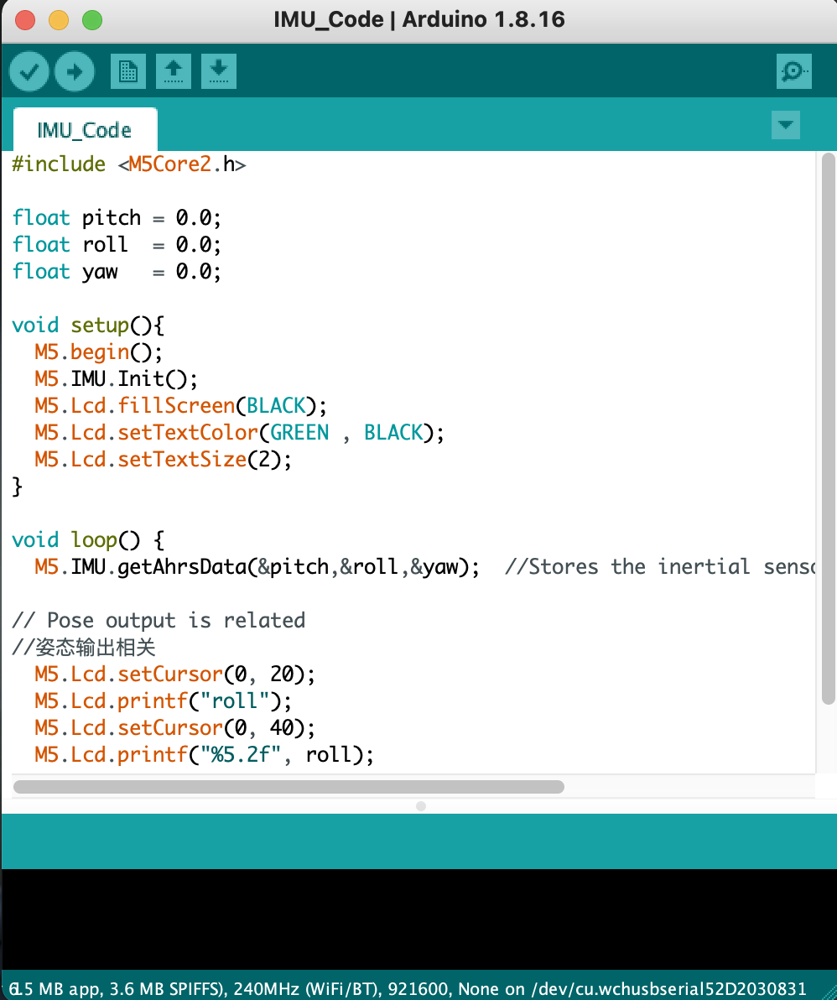 IMU_Code | Arduino 1.8.16
IMU_Code
#include <M5Core2.h>
float pitch = 0.0;
float roll  = 0.0;
float yaw   = 0.0;
void setup(){
  M5.begin();
  M5.IMU.Init();
  M5.Lcd.fillScreen(BLACK);
  M5.Lcd.setTextColor(GREEN , BLACK);
  M5.Lcd.setTextSize(2);
}
void loop() {
  M5.IMU.getAhrsData(&pitch,&roll,&yaw);  //Stores the inertial senso
// Pose output is related
//姿态输出相关
  M5.Lcd.setCursor(0, 20);
  M5.Lcd.printf("roll");
  M5.Lcd.setCursor(0, 40);
  M5.Lcd.printf("%5.2f", roll);
MB app, 3.6 MB SPIFFS), 240MHz (WiFi/BT), 921600, None on /dev/cu.wchusbserial52D2030831